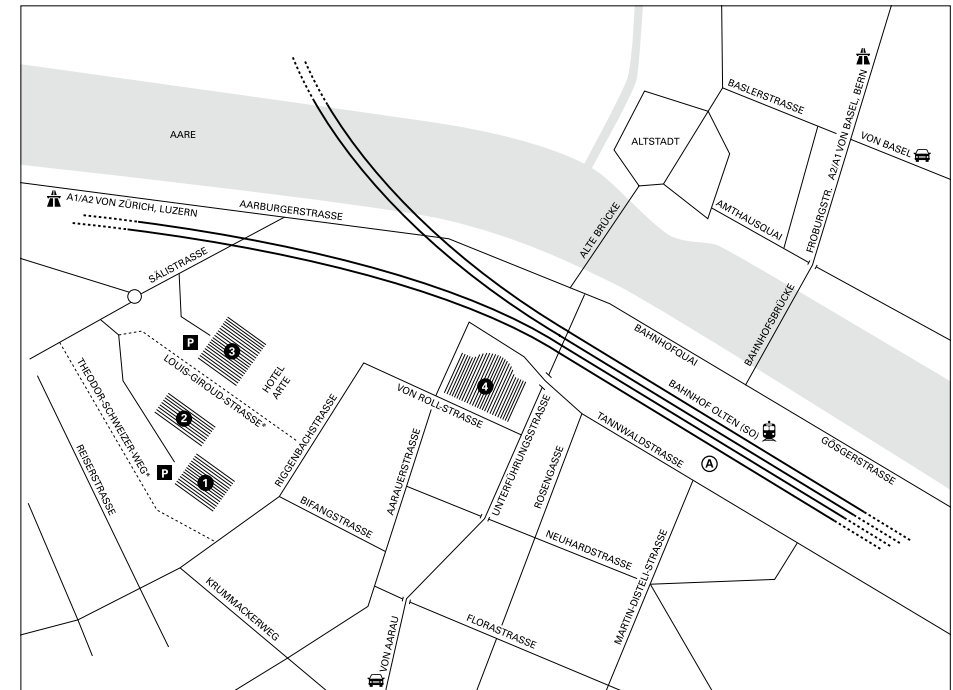 BASLERSTRASSE
A2/A1 VON BASEL, BERN
VON BASEL
AARE
ALTSTADT
A1/A2 VON ZÜRICH, LUZERN
AARBURGERSTRASSE
AMTHAUSQUAI
FROBURGSTR.
ALTE BRÜCKE
SÄLISTRASSE
BAHNHOFSBRÜCKE
P
3
BAHNHOFQUAI
LOUIS-GIROUD-STRASSE*
HOTEL
ARTE
THEODOR-SCHWEIZER-WEG*
4
VON ROLL-STRASSE
BAHNHOF OLTEN (SO)
2
RIGGENBACHSTRASSE
UNTERFÜHRUNGSSTRASSE
TANNWALDSTRASSE
GÖSGERSTRASSE
A
REISERSTRASSE
P
1
AARAUERSTRASSE
ROSENGASSE
BIFANGSTRASSE
NEUHARDSTRASSE
MARTIN-DISTELI-STRASSE
KRUMMACKERWEG
FLORASTRASSE
VON AARAU